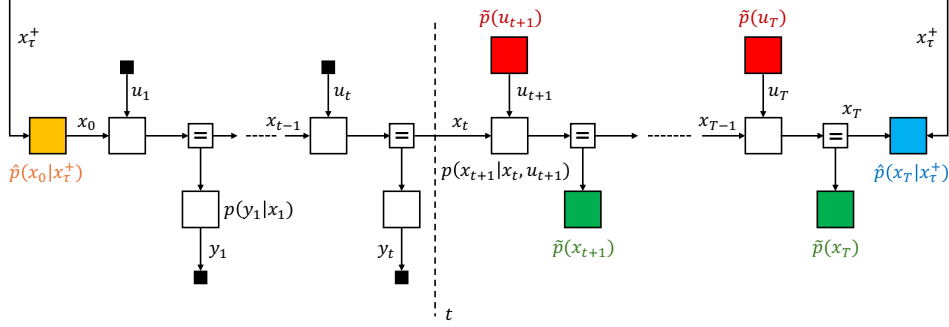 x_τ^+
p̃(u_{t+1})
p̃(u_T)
x_τ^+
u_1
u_t
u_{t+1}
u_T
x_0
=
x_{t-1}
=
x_t
=
x_{T-1}
=
x_T
p̂(x_0|x_τ^+)
p(x_{t+1}|x_t, u_{t+1})
p̂(x_T|x_τ^+)
p(y_1|x_1)
y_1
y_t
p̃(x_{t+1})
p̃(x_T)
t